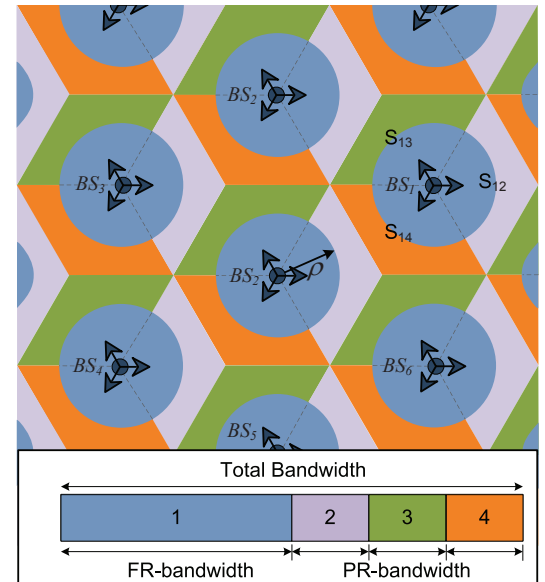 BS₂
S₁₃
BS₃
BS₁
S₁₂
S₁₄
BS₂
ρ
BS₄
BS₆
BS₅
Total Bandwidth
1 2 3 4
FR-bandwidth PR-bandwidth